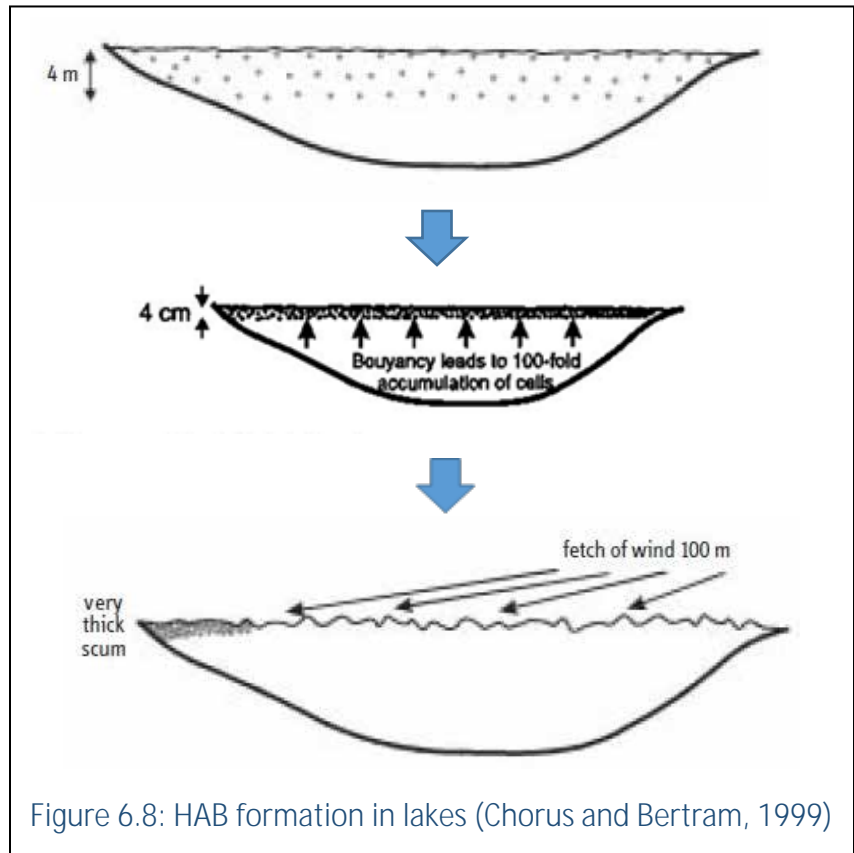 4 m
4 cm
Bouyancy leads to 100-fold
accumulation of cells
fetch of wind 100 m
very
thick
scum
Figure 6.8: HAB formation in lakes (Chorus and Bertram, 1999)